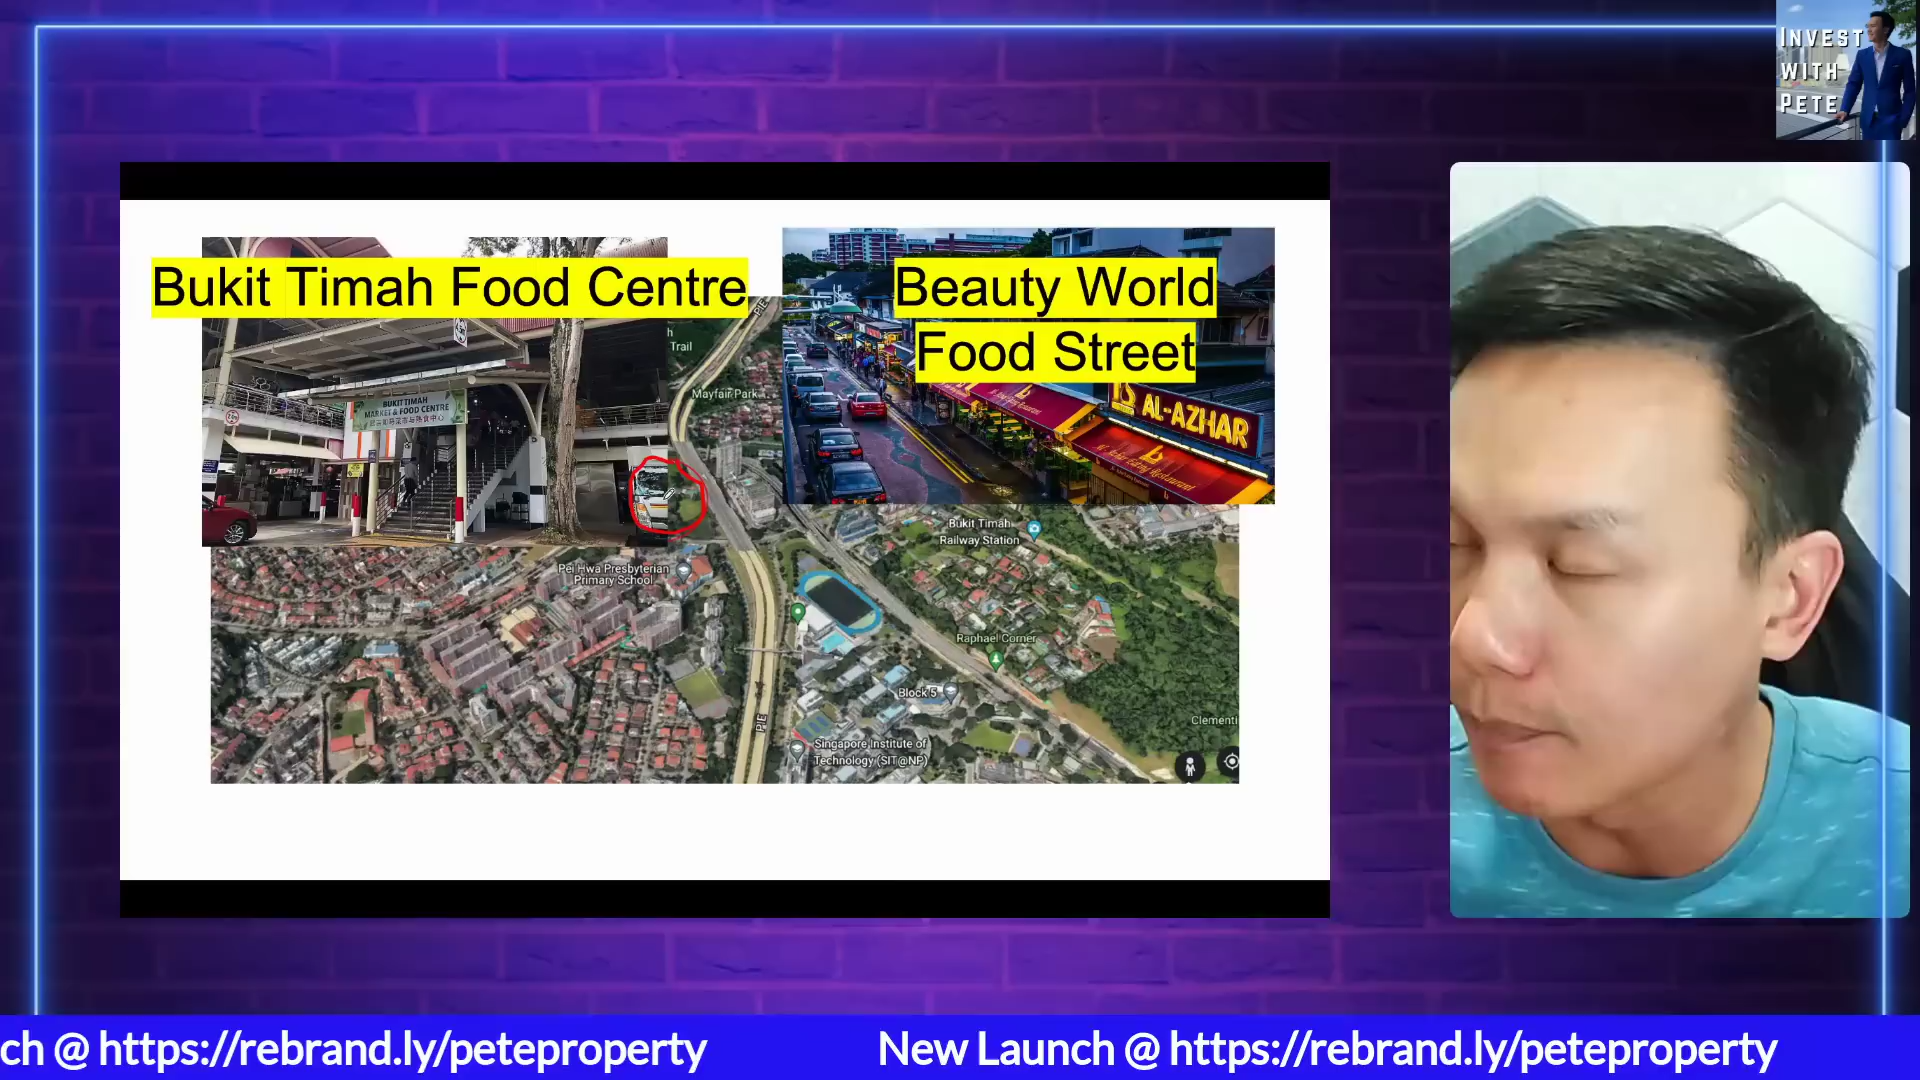 INVEST
WITH
PETE
Bukit Timah Food Centre
Beauty World
Food Street
PIE
Trail
Mayfair Park
BUKIT TIMAH
MARKET & FOOD CENTRE
AL-AZHAR
Bukit Timah
Railway Station
Pei Hwa Presbyterian
Primary School
Raphael Corner
Block 5
PIE
Clementi
Singapore Institute of
Technology (SIT@NP)
ch @ https://rebrand.ly/peteproperty
New Launch @ https://rebrand.ly/peteproperty